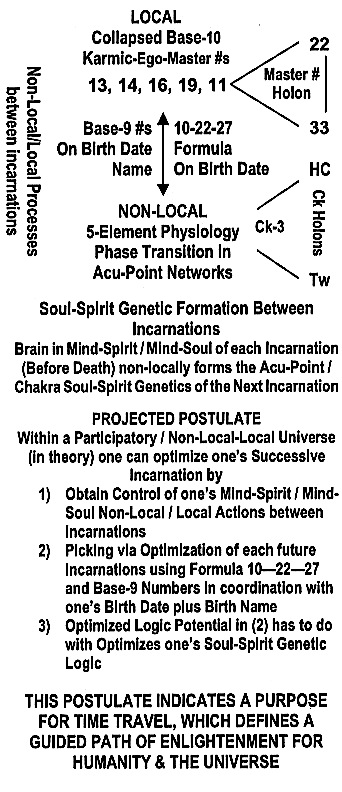 LOCAL
Collapsed Base-10
Karmic-Ego-Master #s
13, 14, 16, 19, 11
22
Master #
Holon
33
Non-Local/Local Processes
between incarnations
Base-9 #s
On Birth Date
Name
10-22-27
Formula
On Birth Date
HC
Ck-3
Ck Holons
Tw
NON-LOCAL
5-Element Physiology
Phase Transition in
Acu-Point Networks
Soul-Spirit Genetic Formation Between
Incarnations
Brain in Mind-Spirit / Mind-Soul of each Incarnation
(Before Death) non-locally forms the Acu-Point /
Chakra Soul-Spirit Genetics of the Next Incarnation
PROJECTED POSTULATE
Within a Participatory / Non-Local-Local Universe
(in theory) one can optimize one's Successive
Incarnation by
1) Obtain Control of one's Mind-Spirit / Mind-
Soul Non-Local / Local Actions between
Incarnations
2) Picking via Optimization of each future
Incarnations using Formula 10—22—27
and Base-9 Numbers in coordination with
one's Birth Date plus Birth Name
3) Optimized Logic Potential in (2) has to do
with Optimizes one's Soul-Spirit Genetic
Logic
THIS POSTULATE INDICATES A PURPOSE
FOR TIME TRAVEL, WHICH DEFINES A
GUIDED PATH OF ENLIGHTENMENT FOR
HUMANITY & THE UNIVERSE